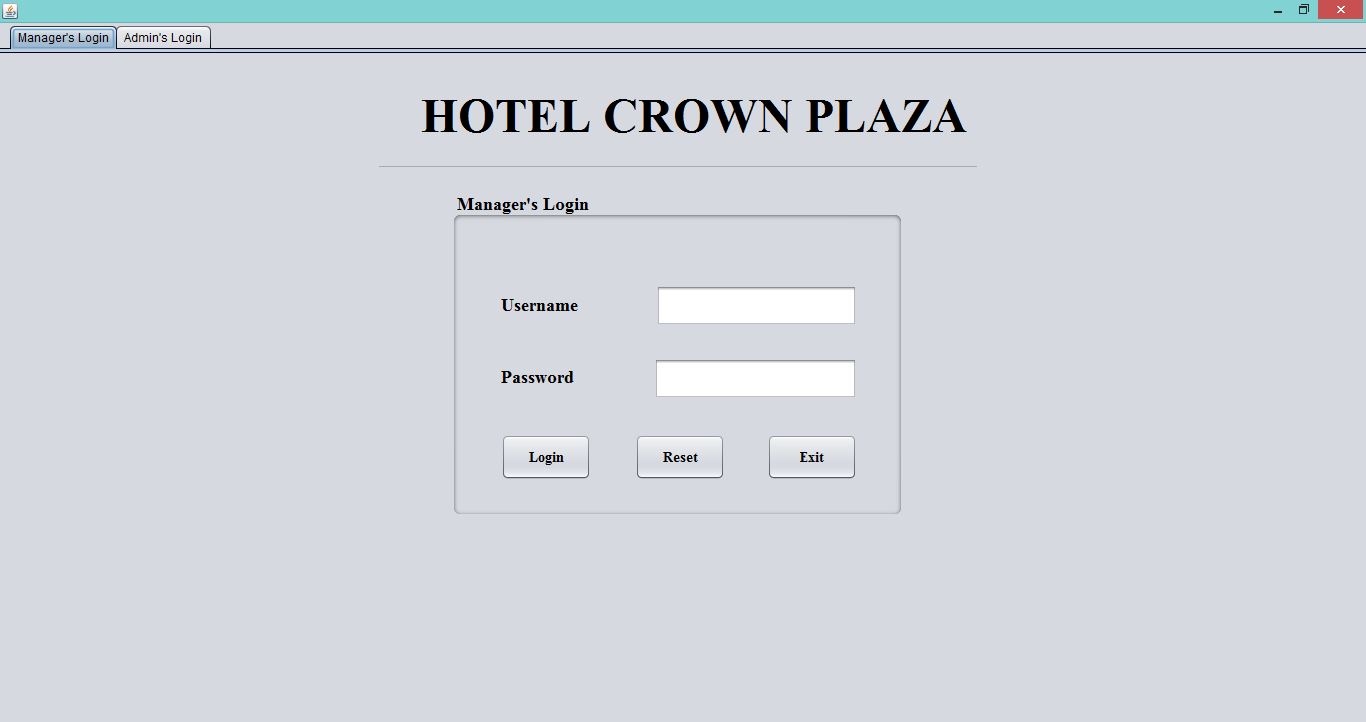 Manager's Login Admin's Login
HOTEL CROWN PLAZA
Manager's Login
Username
Password
Login Reset Exit